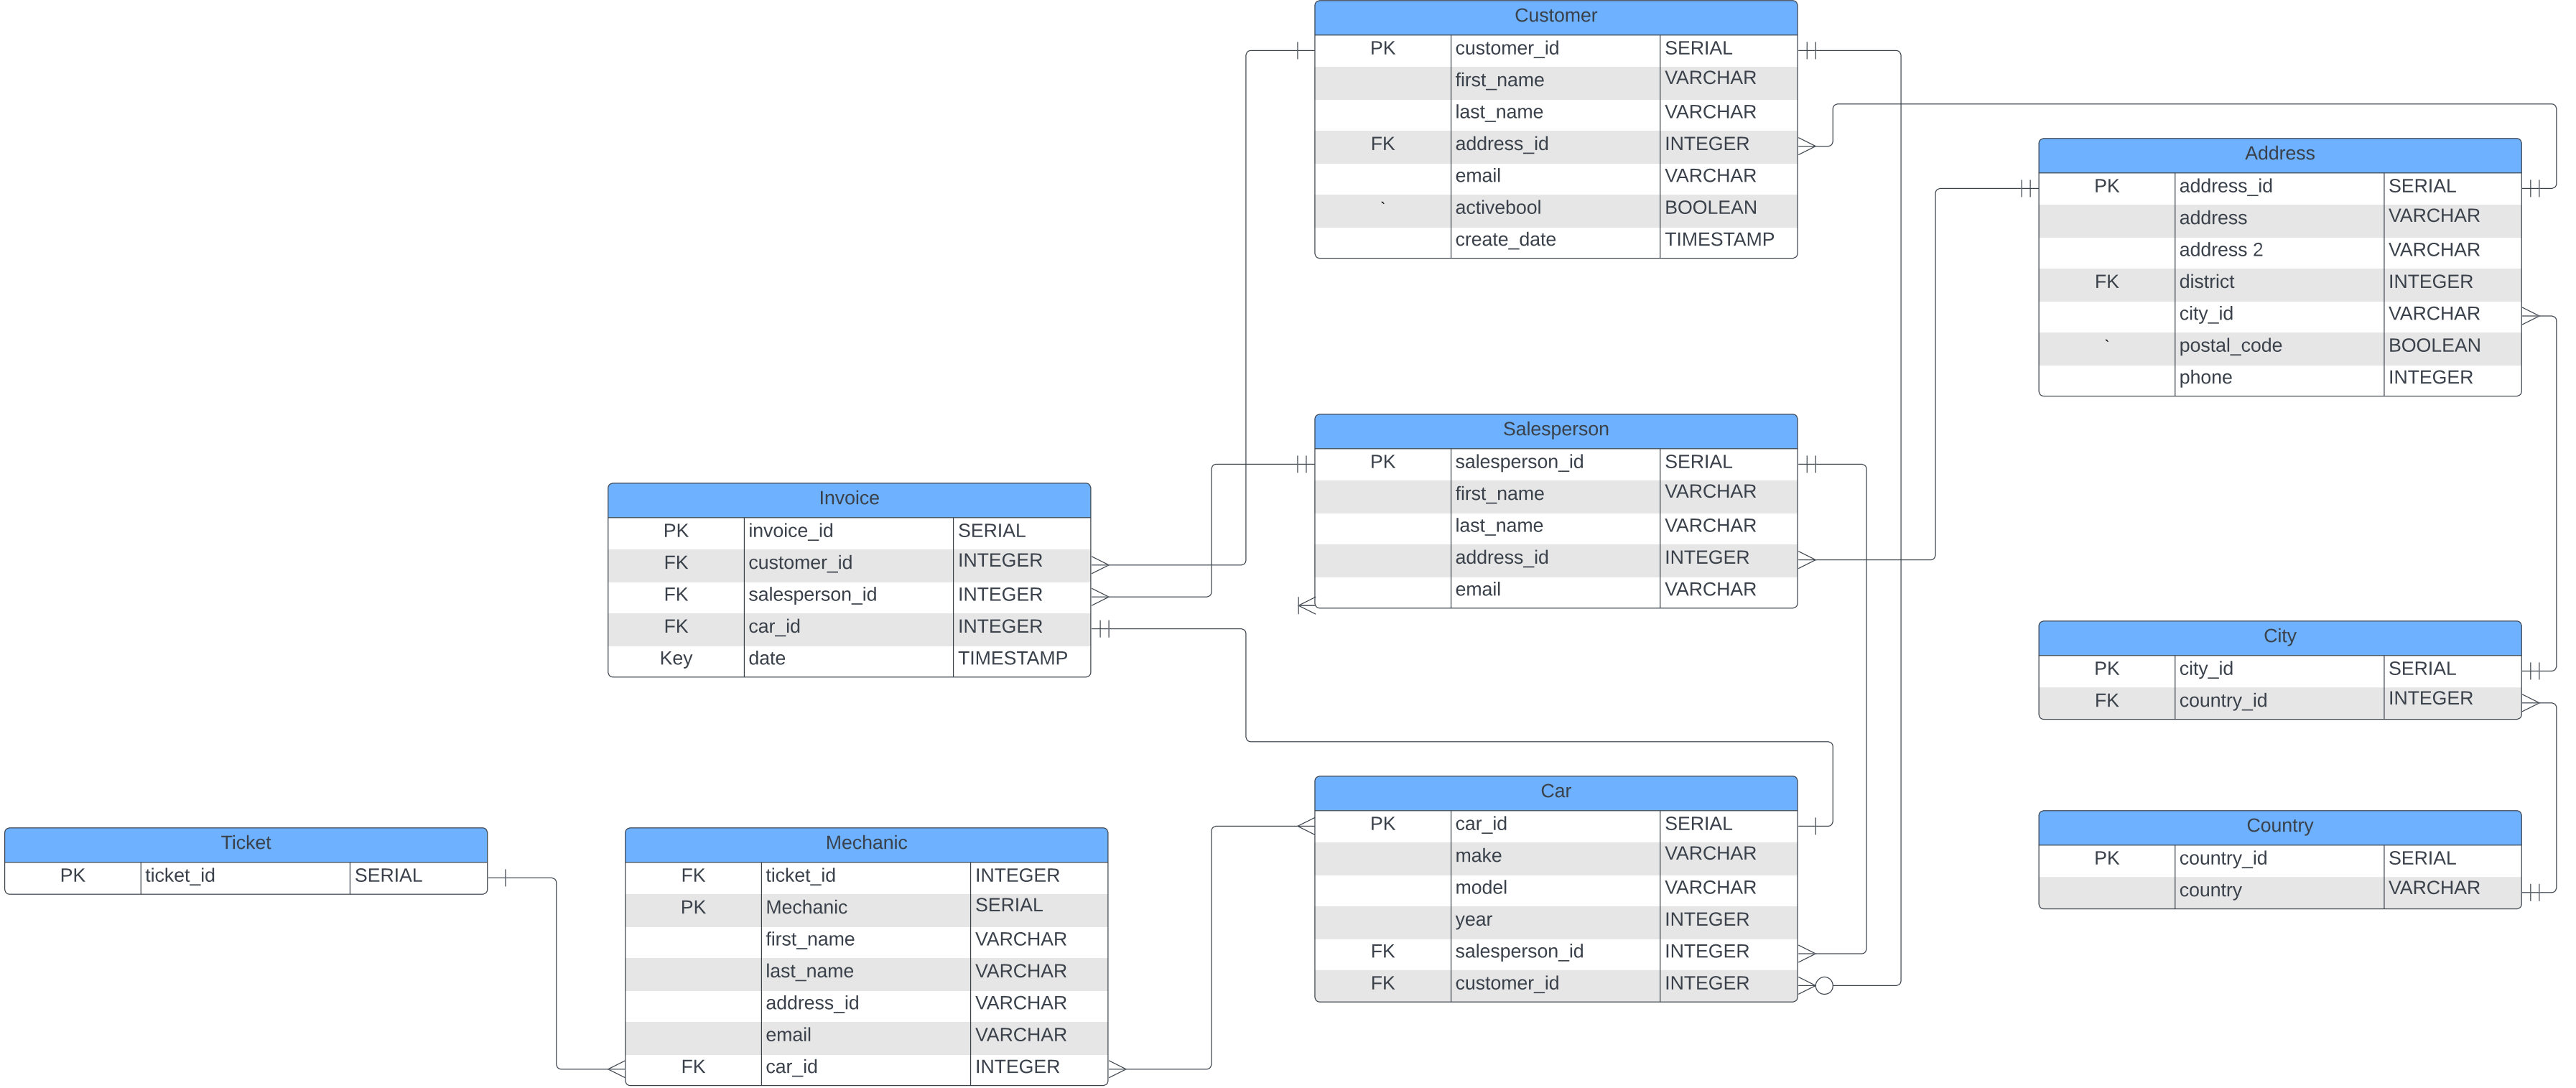 Customer
PK customer_id SERIAL
first_name VARCHAR
last_name VARCHAR
FK address_id INTEGER
email VARCHAR
` activebool BOOLEAN
create_date TIMESTAMP
Address
PK address_id SERIAL
address VARCHAR
address 2 VARCHAR
FK district INTEGER
city_id VARCHAR
` postal_code BOOLEAN
phone INTEGER
Salesperson
PK salesperson_id SERIAL
first_name VARCHAR
last_name VARCHAR
address_id INTEGER
email VARCHAR
Invoice
PK invoice_id SERIAL
FK customer_id INTEGER
FK salesperson_id INTEGER
FK car_id INTEGER
Key date TIMESTAMP
City
PK city_id SERIAL
FK country_id INTEGER
Car
PK car_id SERIAL
make VARCHAR
model VARCHAR
year INTEGER
FK salesperson_id INTEGER
FK customer_id INTEGER
Country
PK country_id SERIAL
country VARCHAR
Ticket
PK ticket_id SERIAL
Mechanic
FK ticket_id INTEGER
PK Mechanic SERIAL
first_name VARCHAR
last_name VARCHAR
address_id VARCHAR
email VARCHAR
FK car_id INTEGER